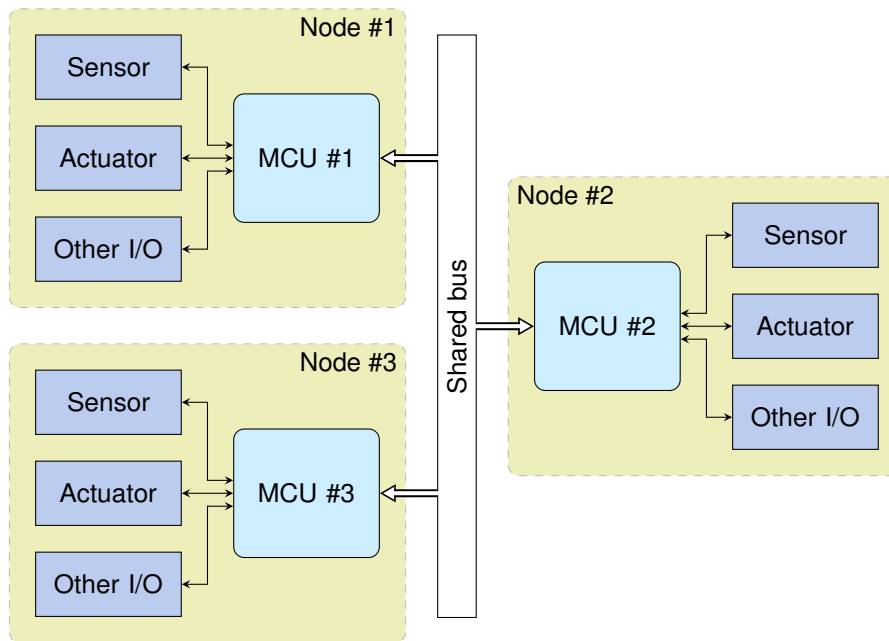 Node #1
Sensor
Actuator
Other I/O
MCU #1
Shared bus
Node #2
MCU #2
Sensor
Actuator
Other I/O
Node #3
Sensor
Actuator
Other I/O
MCU #3